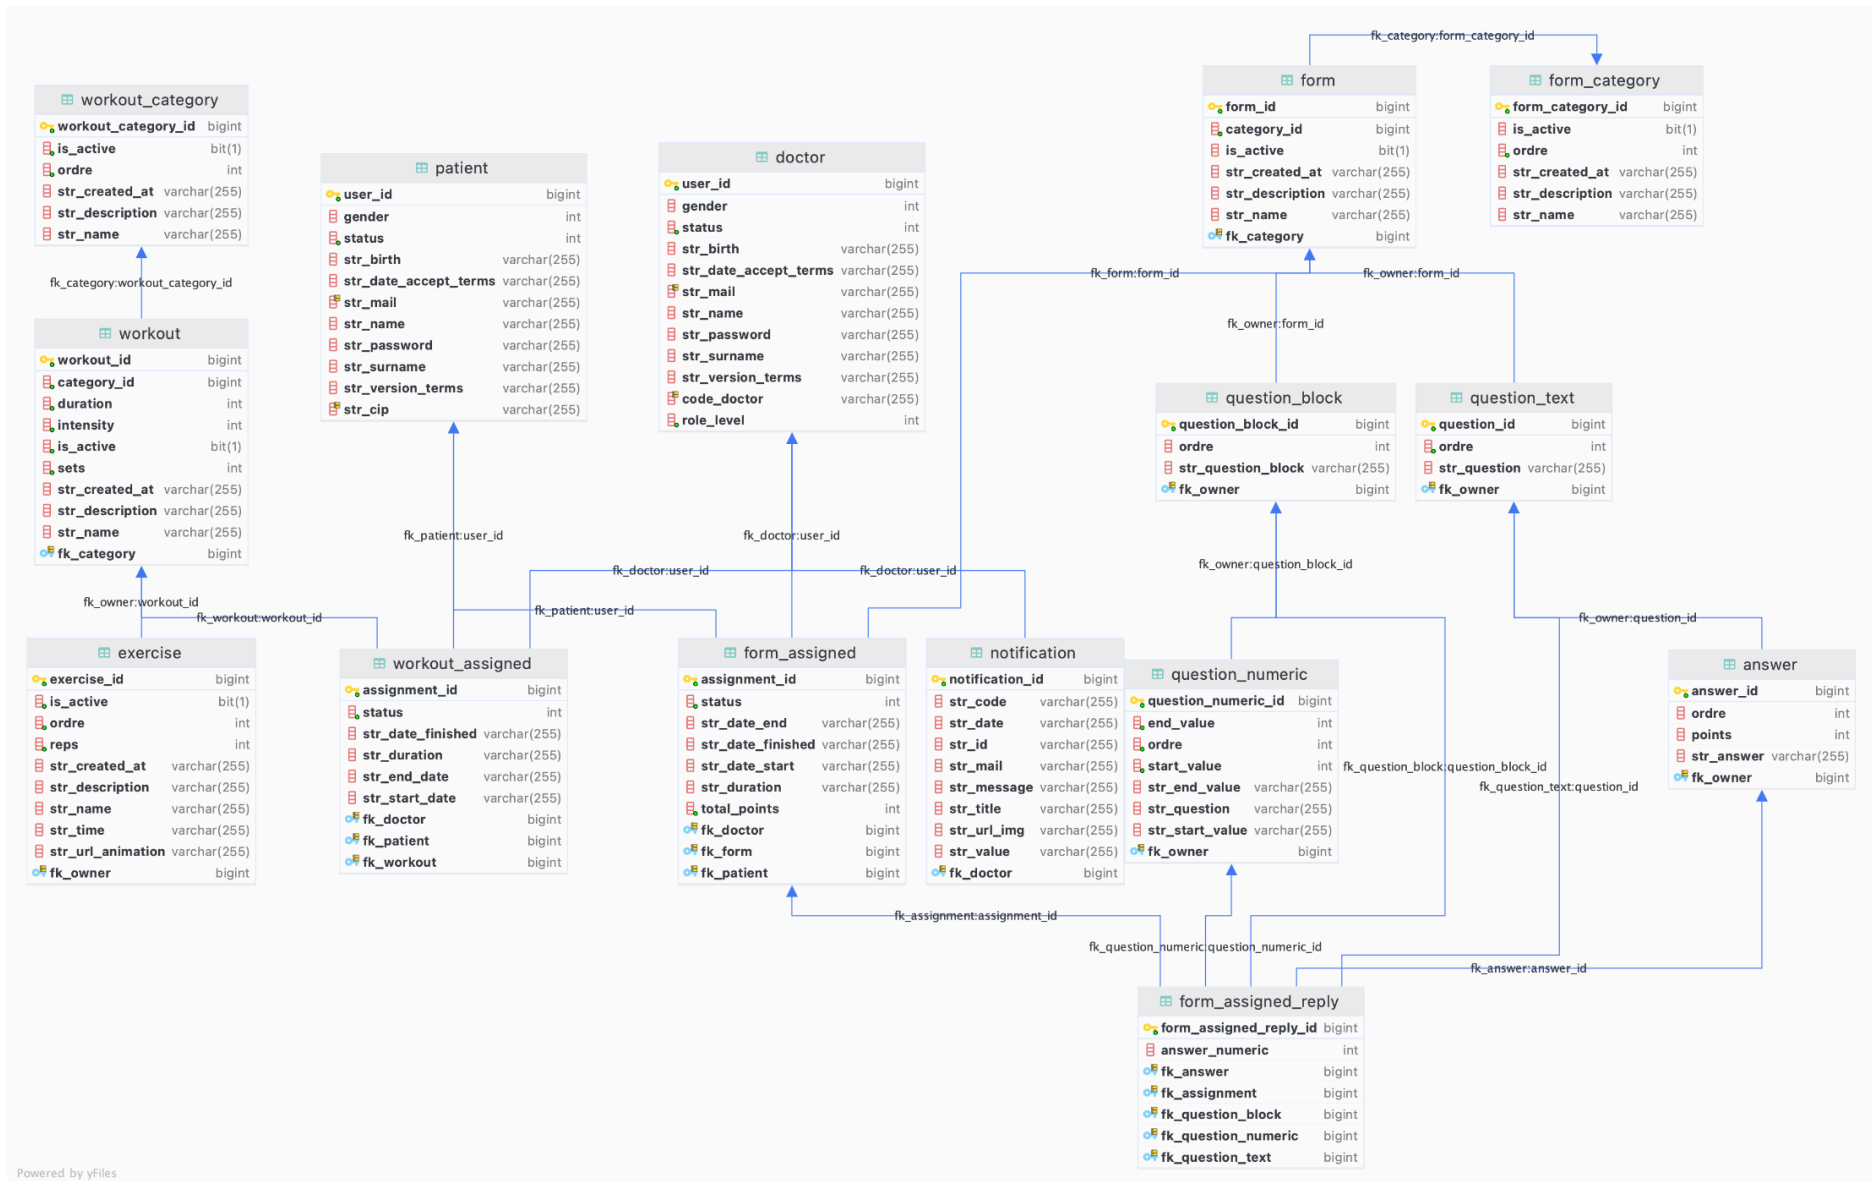 fk_category:form_category_id
form
form_id bigint
category_id bigint
is_active bit(1)
str_created_at varchar(255)
str_description varchar(255)
str_name varchar(255)
fk_category bigint
form_category
form_category_id bigint
is_active bit(1)
ordre int
str_created_at varchar(255)
str_description varchar(255)
str_name varchar(255)
workout_category
workout_category_id bigint
is_active bit(1)
ordre int
str_created_at varchar(255)
str_description varchar(255)
str_name varchar(255)
fk_category:workout_category_id
patient
user_id bigint
gender int
status int
str_birth varchar(255)
str_date_accept_terms varchar(255)
str_mail varchar(255)
str_name varchar(255)
str_password varchar(255)
str_surname varchar(255)
str_version_terms varchar(255)
str_cip varchar(255)
doctor
user_id bigint
gender int
status int
str_birth varchar(255)
str_date_accept_terms varchar(255)
str_mail varchar(255)
str_name varchar(255)
str_password varchar(255)
str_surname varchar(255)
str_version_terms varchar(255)
code_doctor varchar(255)
role_level int
fk_form:form_id
fk_owner:form_id
fk_owner:form_id
workout
workout_id bigint
category_id bigint
duration int
intensity int
is_active bit(1)
sets int
str_created_at varchar(255)
str_description varchar(255)
str_name varchar(255)
fk_category bigint
question_block
question_block_id bigint
ordre int
str_question_block varchar(255)
fk_owner bigint
question_text
question_id bigint
ordre int
str_question varchar(255)
fk_owner bigint
fk_patient:user_id
fk_doctor:user_id
fk_owner:question_block_id
fk_doctor:user_id
fk_doctor:user_id
fk_owner:workout_id
fk_workout:workout_id
fk_patient:user_id
fk_owner:question_id
exercise
exercise_id bigint
is_active bit(1)
ordre int
reps int
str_created_at varchar(255)
str_description varchar(255)
str_name varchar(255)
str_time varchar(255)
str_url_animation varchar(255)
fk_owner bigint
workout_assigned
assignment_id bigint
status int
str_date_finished varchar(255)
str_duration varchar(255)
str_end_date varchar(255)
str_start_date varchar(255)
fk_doctor bigint
fk_patient bigint
fk_workout bigint
form_assigned
assignment_id bigint
status int
str_date_end varchar(255)
str_date_finished varchar(255)
str_date_start varchar(255)
str_duration varchar(255)
total_points int
fk_doctor bigint
fk_form bigint
fk_patient bigint
notification
notification_id bigint
str_code varchar(255)
str_date varchar(255)
str_id varchar(255)
str_mail varchar(255)
str_message varchar(255)
str_title varchar(255)
str_url_img varchar(255)
str_value varchar(255)
fk_doctor bigint
question_numeric
question_numeric_id bigint
end_value int
ordre int
start_value int
str_end_value varchar(255)
str_question varchar(255)
str_start_value varchar(255)
fk_owner bigint
fk_question_block:question_block_id
fk_question_text:question_id
answer
answer_id bigint
ordre int
points int
str_answer varchar(255)
fk_owner bigint
fk_assignment:assignment_id
fk_question_numeric:question_numeric_id
fk_answer:answer_id
form_assigned_reply
form_assigned_reply_id bigint
answer_numeric int
fk_answer bigint
fk_assignment bigint
fk_question_block bigint
fk_question_numeric bigint
fk_question_text bigint
Powered by yFiles